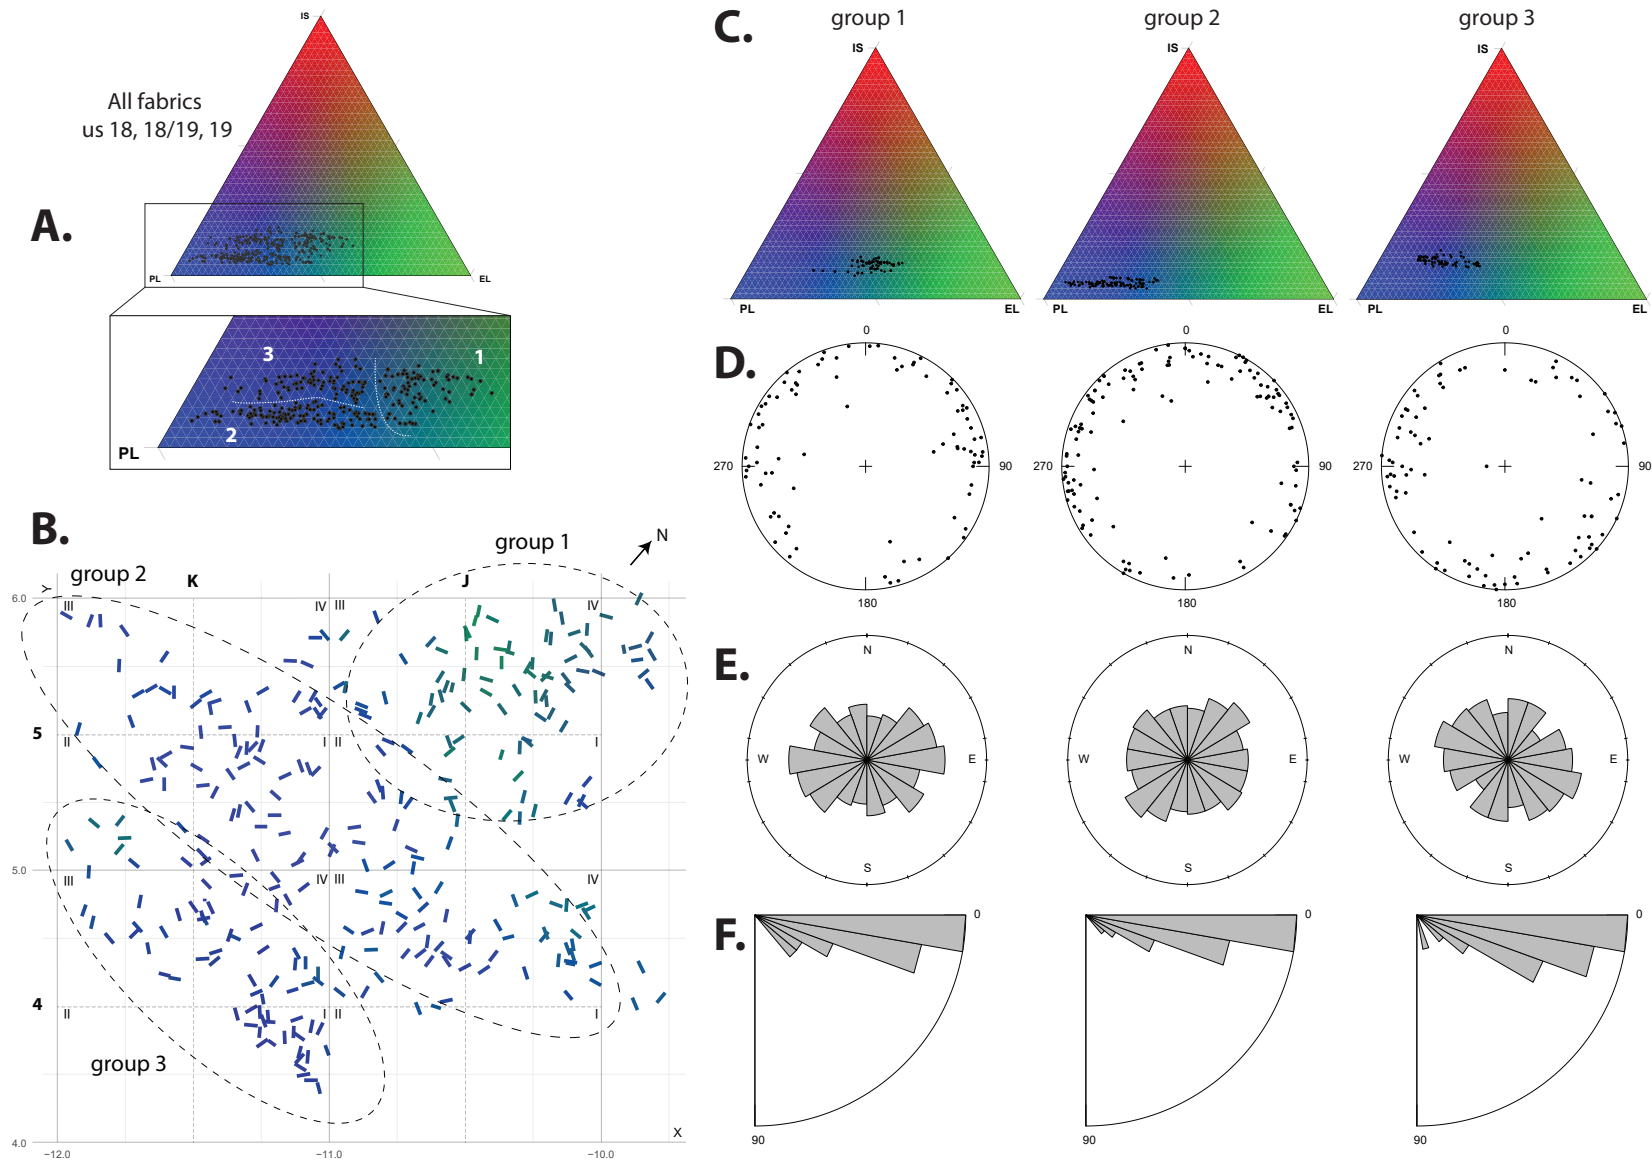 A.
All fabrics
us 18, 18/19, 19
IS
PL
EL
3
1
2
PL
B.
group 1
N
group 2
K
J
Y
6.0
III
IV
III
IV
5
II
I
II
I
5.0
III
IV
III
IV
4
II
I
II
I
group 3
X
4.0
−12.0
−11.0
−10.0
C.
group 1
group 2
group 3
IS
IS
IS
PL
EL
PL
EL
PL
EL
D.
0
0
0
270
90
270
90
270
90
180
180
180
E.
N
N
N
W
E
W
E
W
E
S
S
S
F.
0
0
0
90
90
90